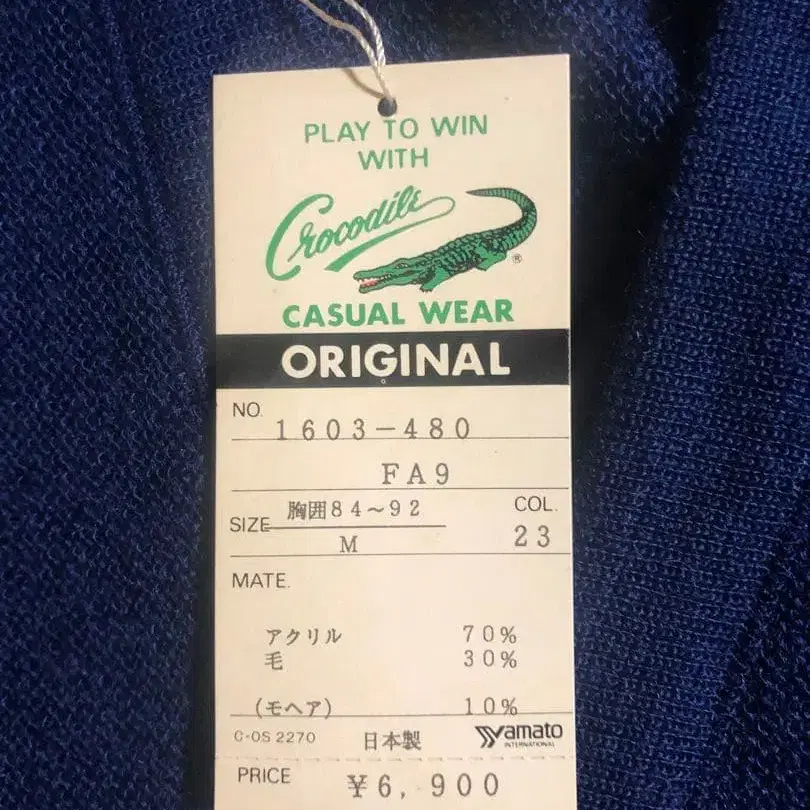 PLAY TO WIN
WITH
Crocodile
®
CASUAL WEAR
ORIGINAL
NO. 1603-480
FA9
SIZE 胸囲84〜92 COL.
M 23
MATE.
アクリル 70%
毛 30%
(モヘア) 10%
C・OS 2270 日本製 Yamato
INTERNATIONAL
PRICE ¥6,900